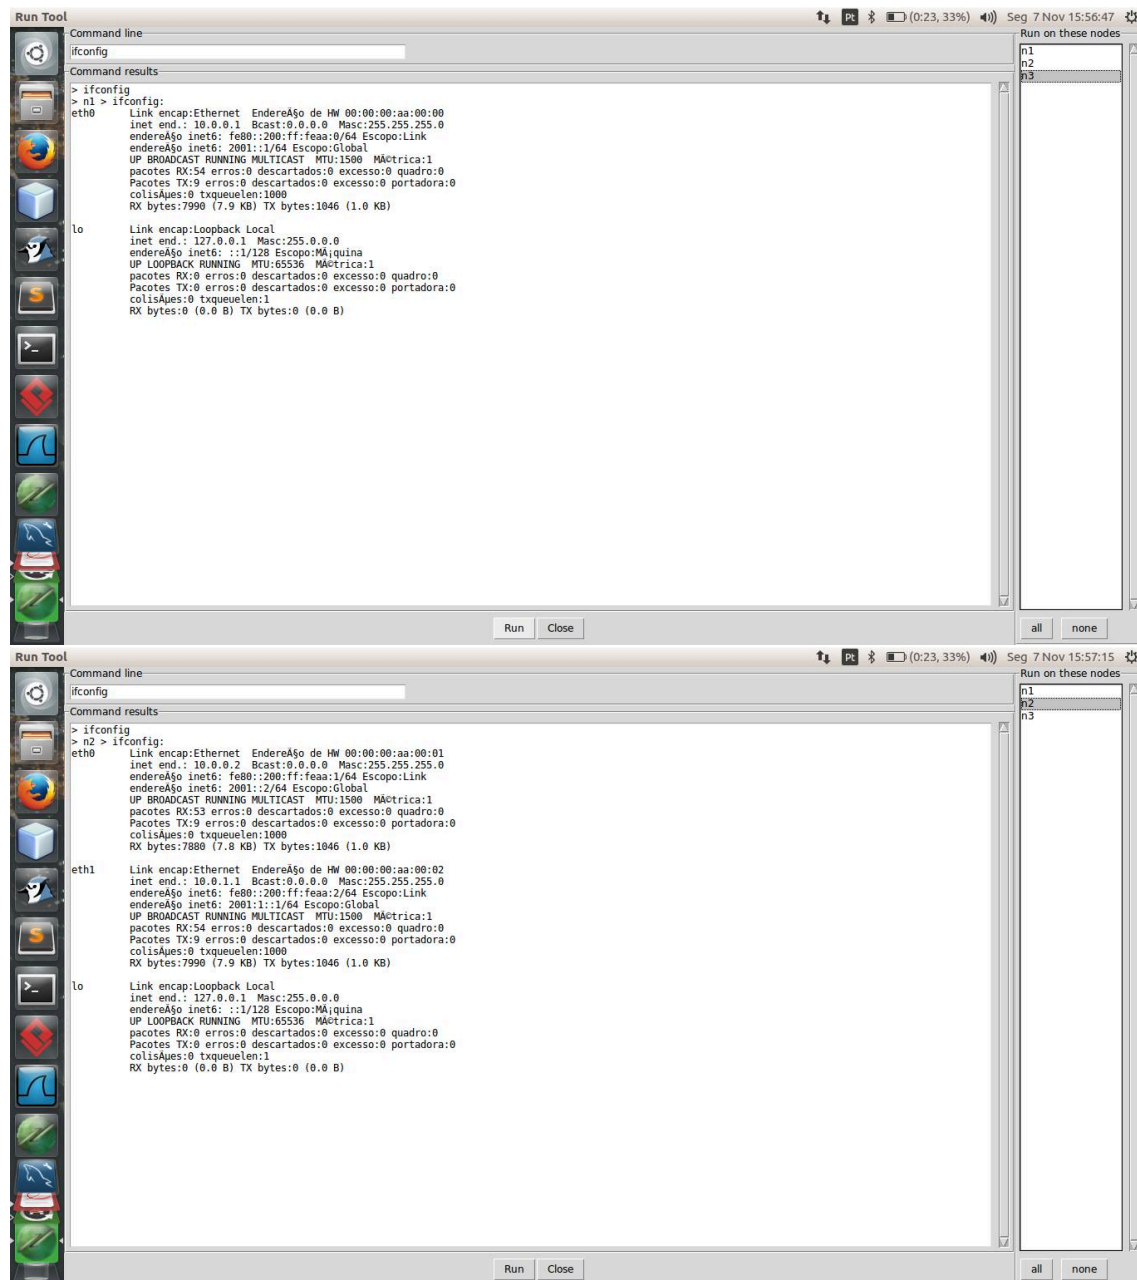 Run Tool
Pt (0:23, 33%) Seg 7 Nov 15:56:47
Command line
Run on these nodes
ifconfig
n1
n2
n3
Command results
> ifconfig
> n1 > ifconfig:
eth0 Link encap:Ethernet EndereÃ§o de HW 00:00:00:aa:00:00
inet end.: 10.0.0.1 Bcast:0.0.0.0 Masc:255.255.255.0
endereÃ§o inet6: fe80::200:ff:feaa:0/64 Escopo:Link
endereÃ§o inet6: 2001::1/64 Escopo:Global
UP BROADCAST RUNNING MULTICAST MTU:1500 MÃ©trica:1
pacotes RX:54 erros:0 descartados:0 excesso:0 quadro:0
Pacotes TX:9 erros:0 descartados:0 excesso:0 portadora:0
colisÃµes:0 txqueuelen:1000
RX bytes:7990 (7.9 KB) TX bytes:1046 (1.0 KB)
lo Link encap:Loopback Local
inet end.: 127.0.0.1 Masc:255.0.0.0
endereÃ§o inet6: ::1/128 Escopo:MÃ¡quina
UP LOOPBACK RUNNING MTU:65536 MÃ©trica:1
pacotes RX:0 erros:0 descartados:0 excesso:0 quadro:0
Pacotes TX:0 erros:0 descartados:0 excesso:0 portadora:0
colisÃµes:0 txqueuelen:1
RX bytes:0 (0.0 B) TX bytes:0 (0.0 B)
Run Close
all none
Run Tool
Pt (0:23, 33%) Seg 7 Nov 15:57:15
Command line
Run on these nodes
ifconfig
n1
n2
n3
Command results
> ifconfig
> n2 > ifconfig:
eth0 Link encap:Ethernet EndereÃ§o de HW 00:00:00:aa:00:01
inet end.: 10.0.0.2 Bcast:0.0.0.0 Masc:255.255.255.0
endereÃ§o inet6: fe80::200:ff:feaa:1/64 Escopo:Link
endereÃ§o inet6: 2001::2/64 Escopo:Global
UP BROADCAST RUNNING MULTICAST MTU:1500 MÃ©trica:1
pacotes RX:53 erros:0 descartados:0 excesso:0 quadro:0
Pacotes TX:9 erros:0 descartados:0 excesso:0 portadora:0
colisÃµes:0 txqueuelen:1000
RX bytes:7880 (7.8 KB) TX bytes:1046 (1.0 KB)
eth1 Link encap:Ethernet EndereÃ§o de HW 00:00:00:aa:00:02
inet end.: 10.0.1.1 Bcast:0.0.0.0 Masc:255.255.255.0
endereÃ§o inet6: fe80::200:ff:feaa:2/64 Escopo:Link
endereÃ§o inet6: 2001:1::1/64 Escopo:Global
UP BROADCAST RUNNING MULTICAST MTU:1500 MÃ©trica:1
pacotes RX:54 erros:0 descartados:0 excesso:0 quadro:0
Pacotes TX:9 erros:0 descartados:0 excesso:0 portadora:0
colisÃµes:0 txqueuelen:1000
RX bytes:7990 (7.9 KB) TX bytes:1046 (1.0 KB)
lo Link encap:Loopback Local
inet end.: 127.0.0.1 Masc:255.0.0.0
endereÃ§o inet6: ::1/128 Escopo:MÃ¡quina
UP LOOPBACK RUNNING MTU:65536 MÃ©trica:1
pacotes RX:0 erros:0 descartados:0 excesso:0 quadro:0
Pacotes TX:0 erros:0 descartados:0 excesso:0 portadora:0
colisÃµes:0 txqueuelen:1
RX bytes:0 (0.0 B) TX bytes:0 (0.0 B)
Run Close
all none